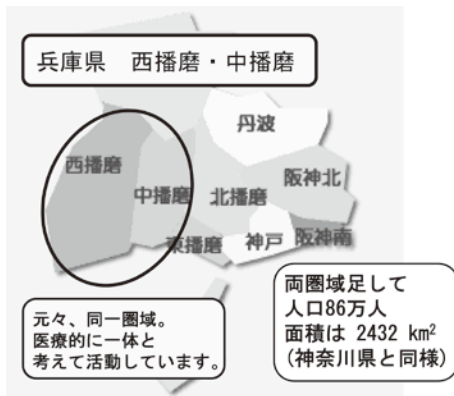 兵庫県　西播磨・中播磨
丹波
西播磨
中播磨
北播磨
阪神北
東播磨
神戸
阪神南
元々、同一圏域。
医療的に一体と
考えて活動しています。
両圏域足して
人口86万人
面積は 2432 km²
(神奈川県と同様)